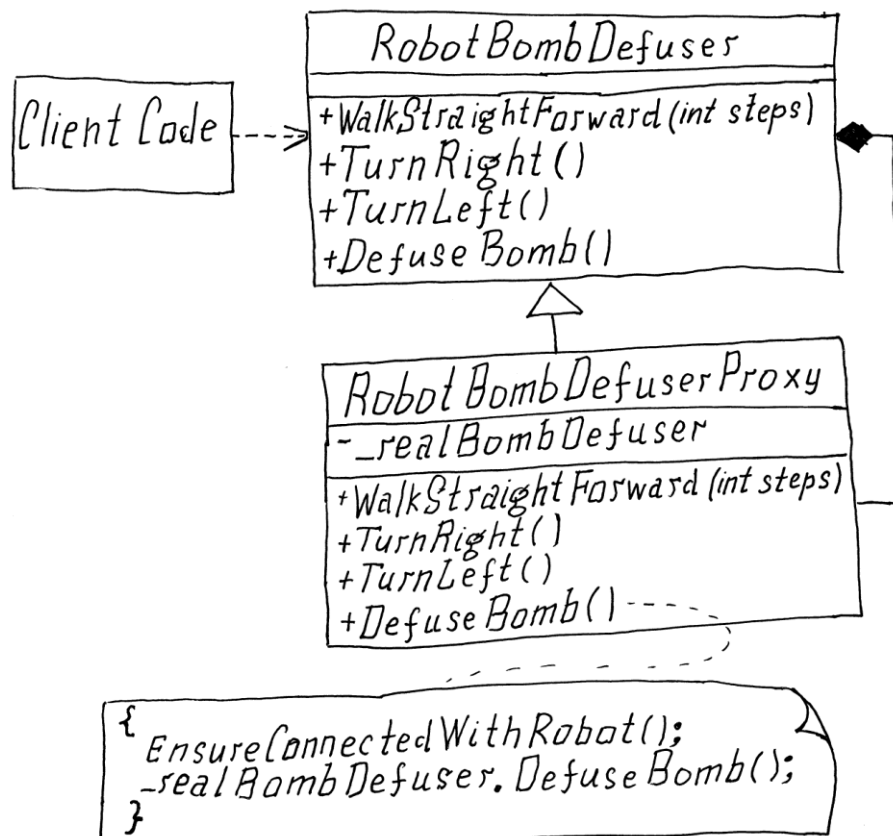 RobotBombDefuser
Client Code
+WalkStraightForward(int steps)
+TurnRight()
+TurnLeft()
+DefuseBomb()
RobotBombDefuserProxy
-_realBombDefuser
+WalkStraightForward(int steps)
+TurnRight()
+TurnLeft()
+DefuseBomb()
{
EnsureConnectedWithRobot();
_realBombDefuser.DefuseBomb();
}